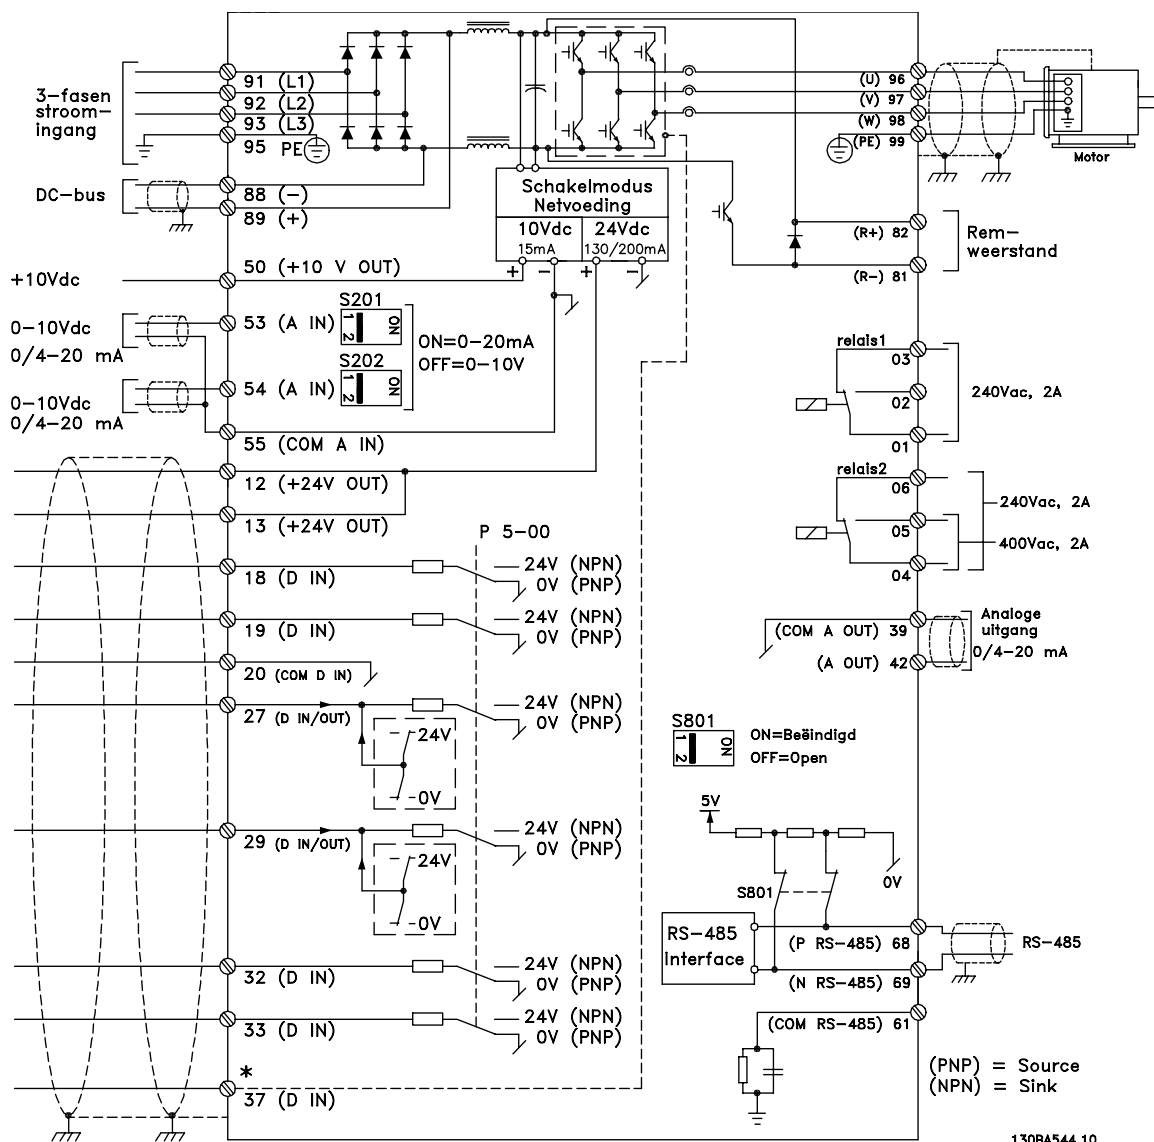 3-fasen
stroom-
ingang
91 (L1)
92 (L2)
93 (L3)
95 PE
DC-bus
88 (-)
89 (+)
Schakelmodus
Netvoeding
10Vdc
15mA
24Vdc
130/200mA
+ - + -
(U) 96
(V) 97
(W) 98
(PE) 99
Motor
(R+) 82
(R-) 81
Rem-
weerstand
+10Vdc
50 (+10 V OUT)
0-10Vdc
0/4-20 mA
53 (A IN)
S201
1 2
ON
S202
1 2
ON
ON=0-20mA
OFF=0-10V
0-10Vdc
0/4-20 mA
54 (A IN)
55 (COM A IN)
12 (+24V OUT)
13 (+24V OUT)
P 5-00
18 (D IN)
24V (NPN)
0V (PNP)
19 (D IN)
24V (NPN)
0V (PNP)
20 (COM D IN)
27 (D IN/OUT)
24V (NPN)
0V (PNP)
24V
0V
29 (D IN/OUT)
24V (NPN)
0V (PNP)
24V
0V
32 (D IN)
24V (NPN)
0V (PNP)
33 (D IN)
24V (NPN)
0V (PNP)
*
37 (D IN)
relais1
03
02
01
240Vac, 2A
relais2
06
05
04
240Vac, 2A
400Vac, 2A
(COM A OUT) 39
(A OUT) 42
Analoge
uitgang
0/4-20 mA
S801
1 2
ON
ON=Beëindigd
OFF=Open
5V
0V
S801
RS-485
Interface
(P RS-485) 68
(N RS-485) 69
(COM RS-485) 61
RS-485
(PNP) = Source
(NPN) = Sink
130BA544.10